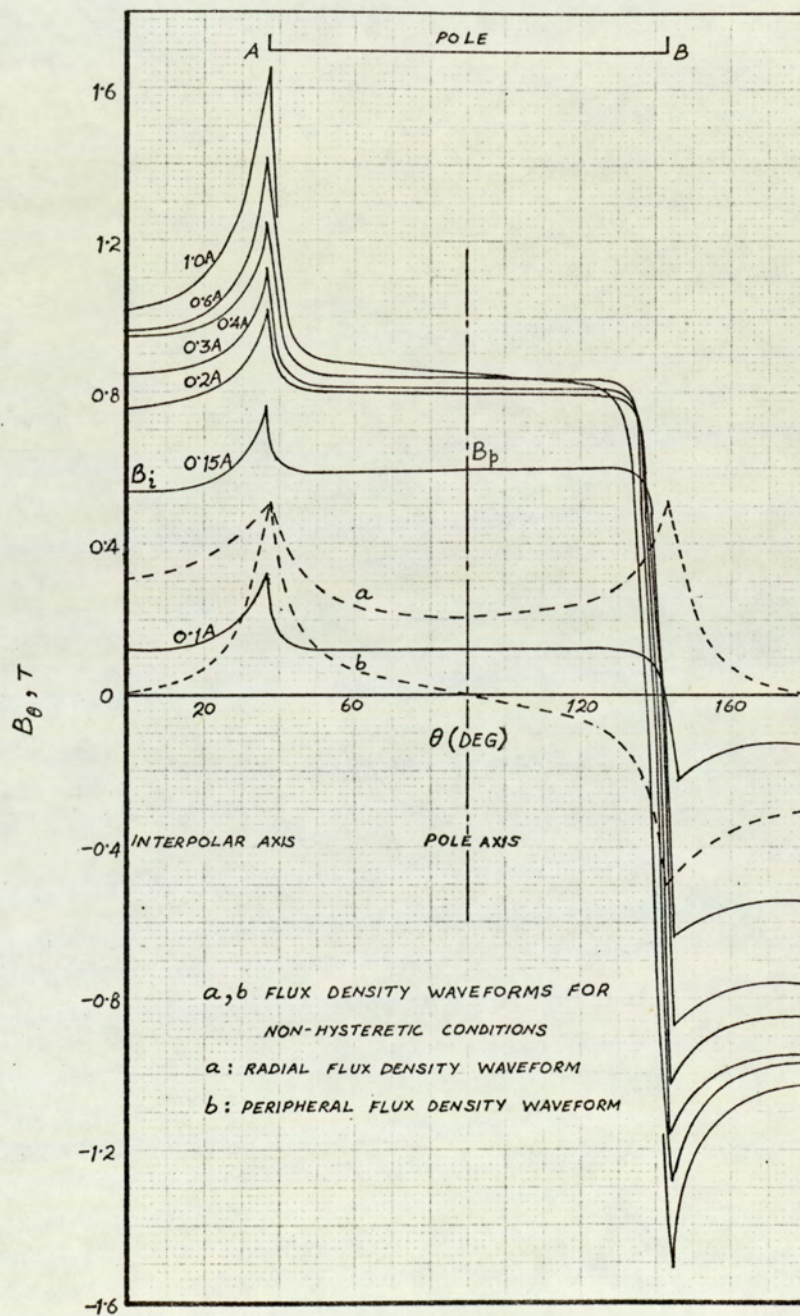 POLE
A
B
1.6
1.2
0.8
0.4
0
-0.4
-0.8
-1.2
-1.6
Bθ, T
1.0A
0.6A
0.4A
0.3A
0.2A
0.15A
Bi
Bp
a
0.1A
b
20
60
120
160
θ (DEG)
INTERPOLAR AXIS
POLE AXIS
a,b FLUX DENSITY WAVEFORMS FOR
NON-HYSTERETIC CONDITIONS
a: RADIAL FLUX DENSITY WAVEFORM
b: PERIPHERAL FLUX DENSITY WAVEFORM